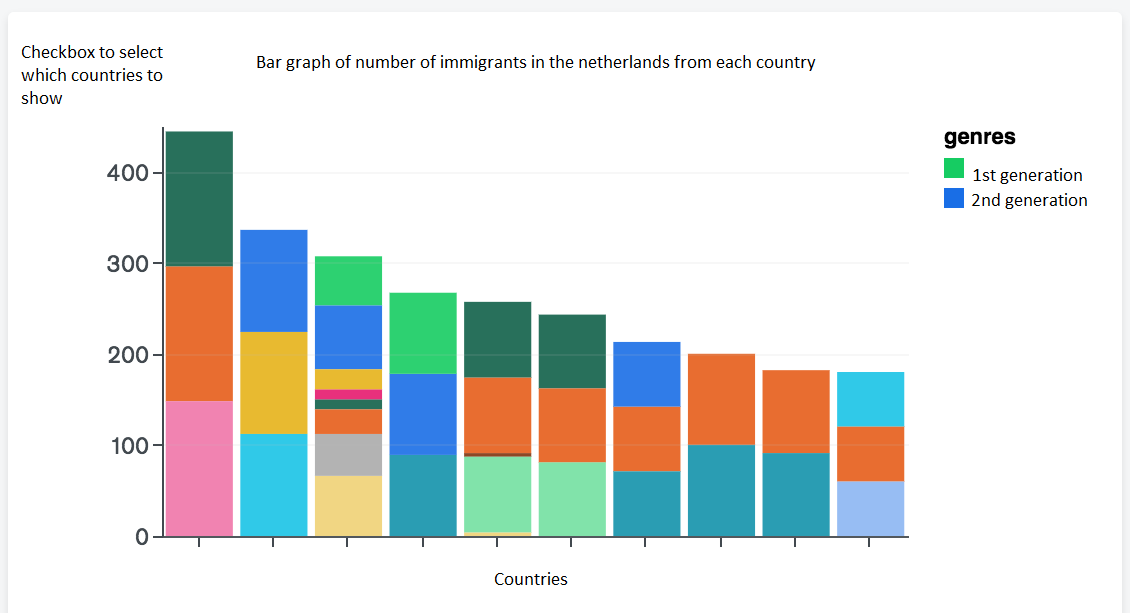 Checkbox to select
which countries to
show
Bar graph of number of immigrants in the netherlands from each country
genres
1st generation
2nd generation
400
300
200
100
0
Countries